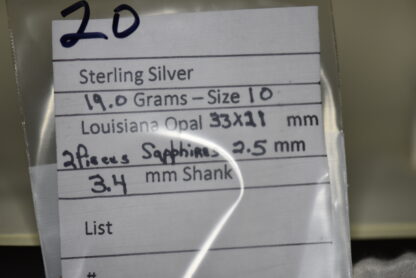 20
Sterling Silver
19.0 Grams – Size 10
Louisiana Opal 33x21 mm
2 Pieces Sapphires 2.5 mm
3.4 mm Shank
List
#